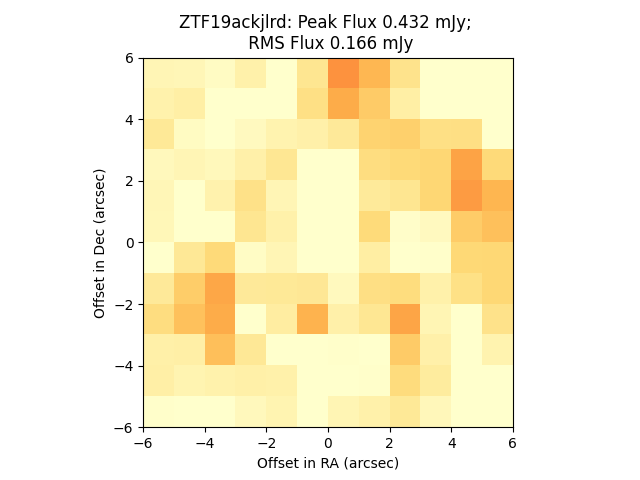 ZTF19ackjlrd: Peak Flux 0.432 mJy;
RMS Flux 0.166 mJy
6
4
2
0
−2
−4
−6
Offset in Dec (arcsec)
−6 −4 −2 0 2 4 6
Offset in RA (arcsec)